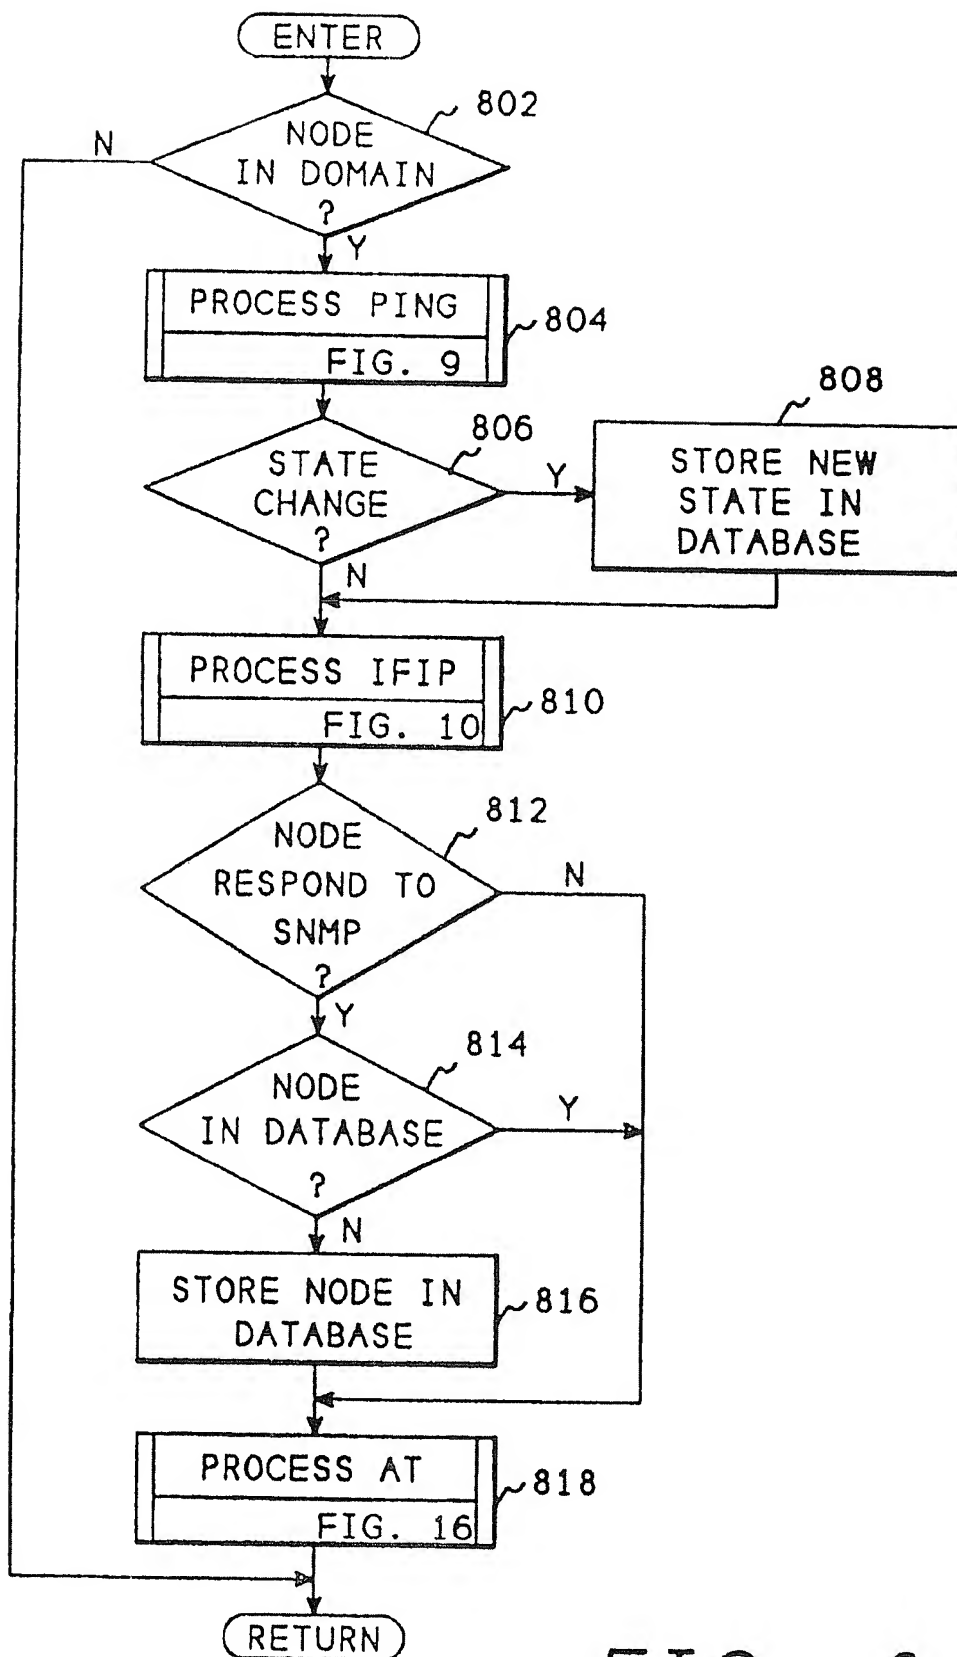 ENTER
802
NODE
IN DOMAIN
?
N
Y
PROCESS PING
FIG. 9
804
808
806
STATE
CHANGE
?
Y
STORE NEW
STATE IN
DATABASE
N
PROCESS IFIP
FIG. 10
810
812
NODE
RESPOND TO
SNMP
?
N
Y
814
NODE
IN DATABASE
?
Y
N
STORE NODE IN
DATABASE
816
PROCESS AT
FIG. 16
818
RETURN